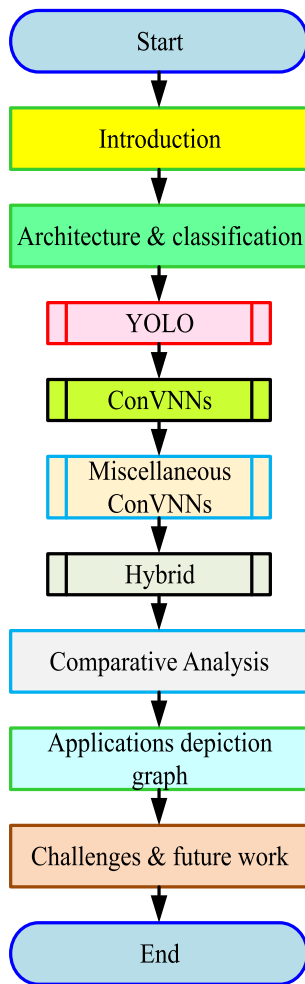 Start
Introduction
Architecture & classification
YOLO
ConVNNs
Miscellaneous
ConVNNs
Hybrid
Comparative Analysis
Applications depiction
graph
Challenges & future work
End